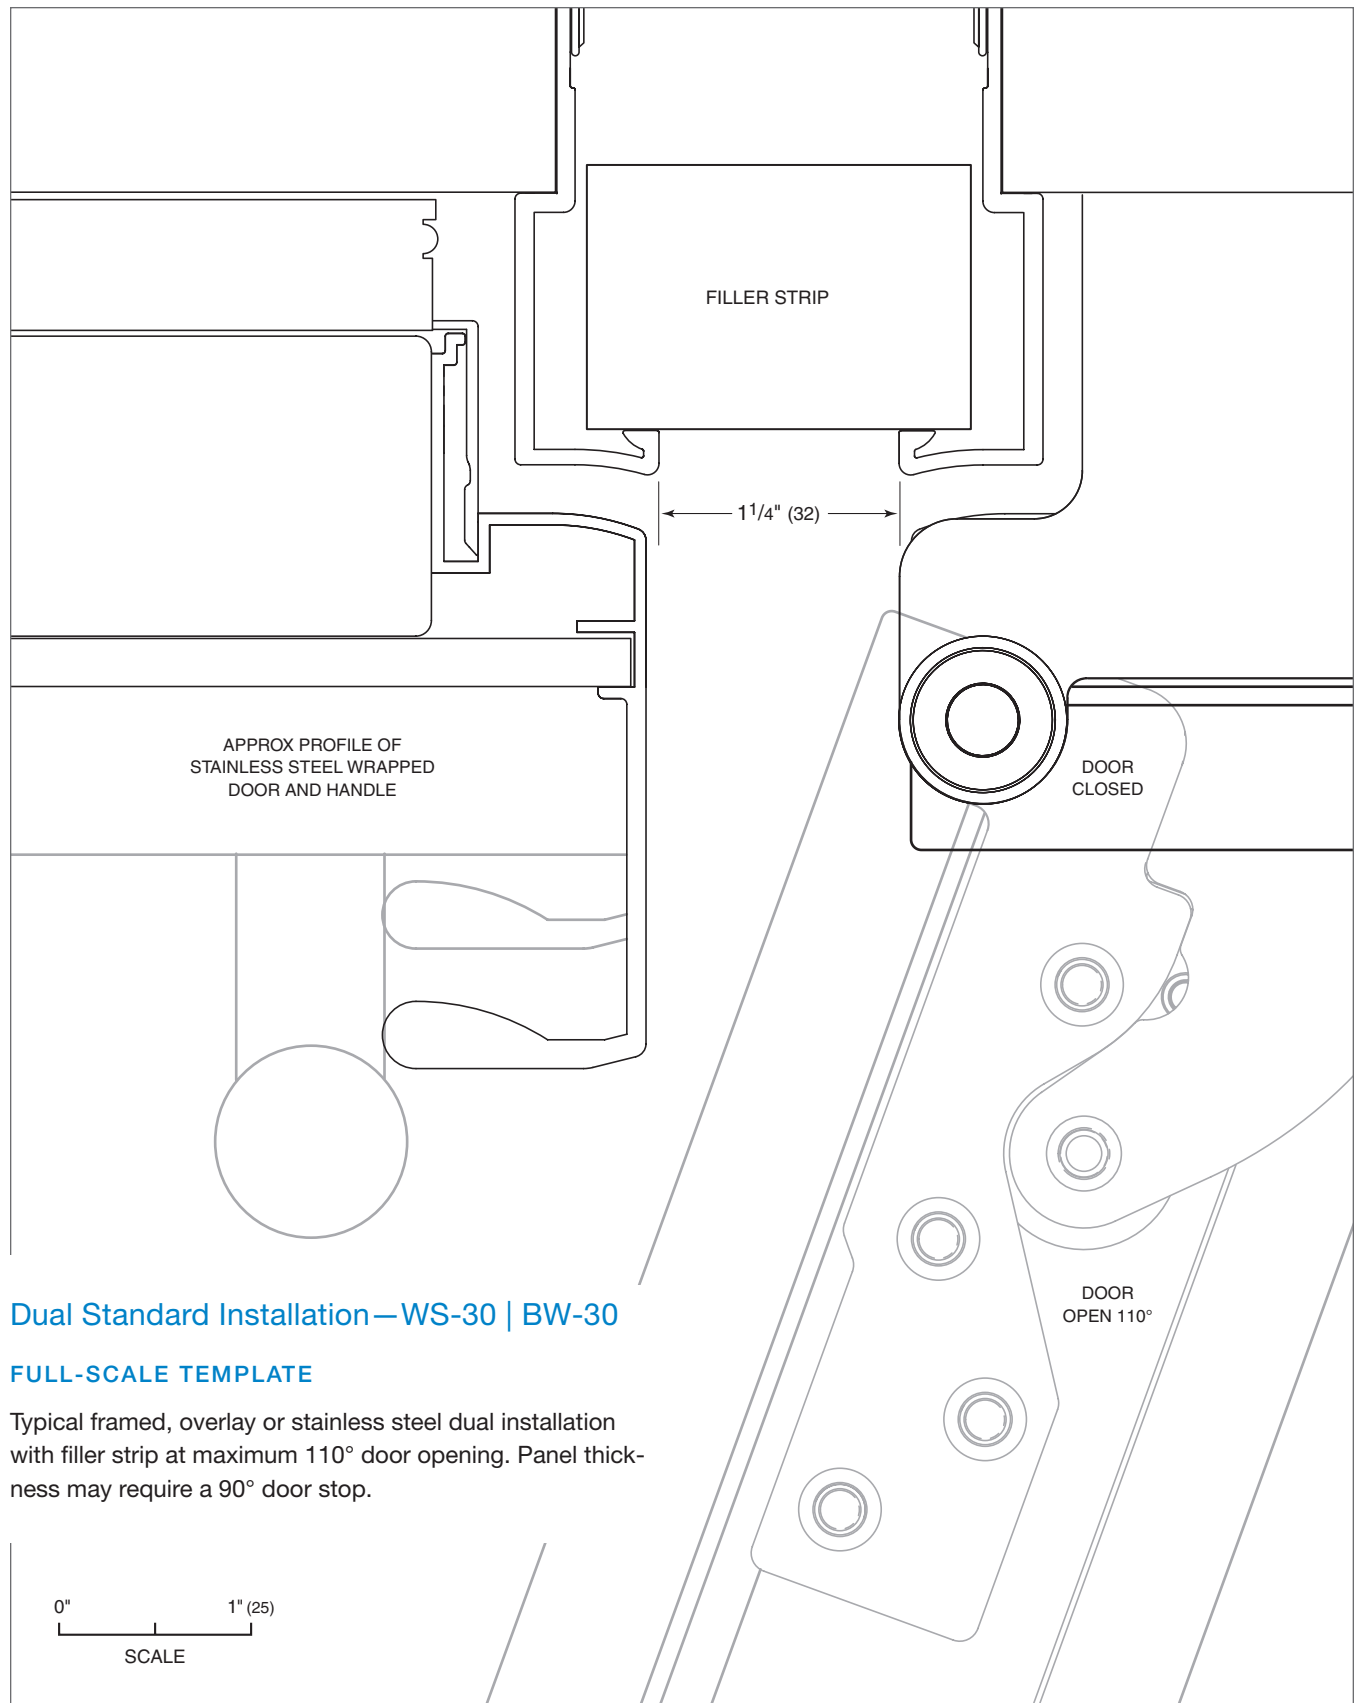 FILLER STRIP
1 1/4" (32)
APPROX PROFILE OF
STAINLESS STEEL WRAPPED
DOOR AND HANDLE
DOOR
CLOSED
DOOR
OPEN 110°
Dual Standard Installation—WS-30 | BW-30
FULL-SCALE TEMPLATE
Typical framed, overlay or stainless steel dual installation
with filler strip at maximum 110° door opening. Panel thick-
ness may require a 90° door stop.
0" 1" (25)
SCALE